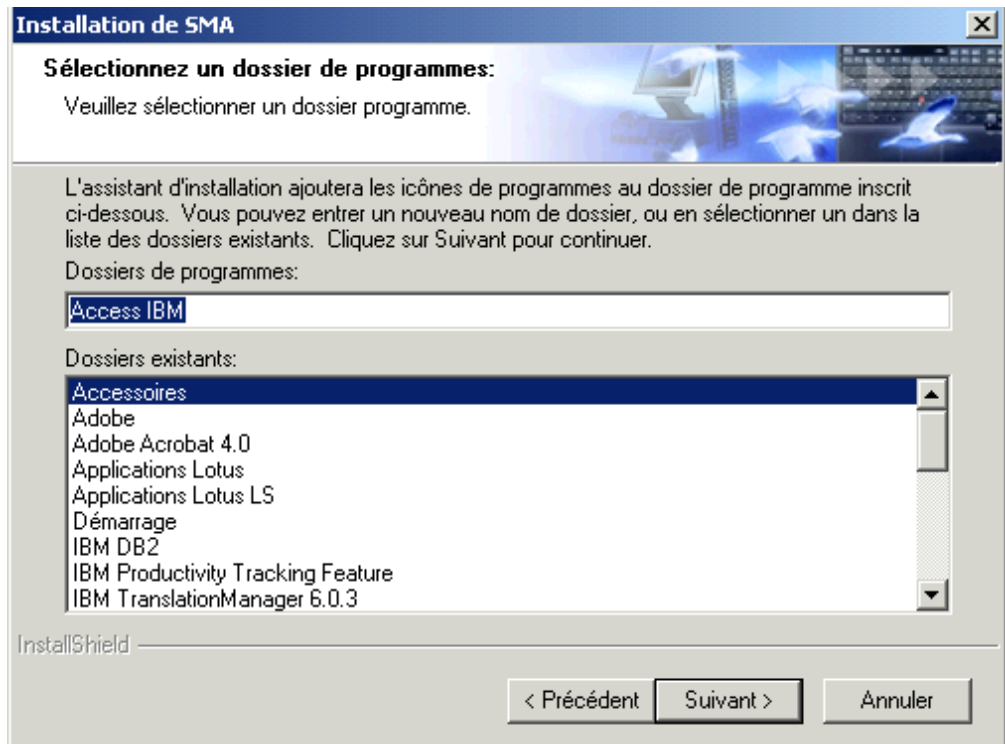 Installation de SMA
Sélectionnez un dossier de programmes:
Veuillez sélectionner un dossier programme.
L'assistant d'installation ajoutera les icônes de programmes au dossier de programme inscrit
ci-dessous.  Vous pouvez entrer un nouveau nom de dossier, ou en sélectionner un dans la
liste des dossiers existants.  Cliquez sur Suivant pour continuer.
Dossiers de programmes:
Access IBM
Dossiers existants:
Accessoires
Adobe
Adobe Acrobat 4.0
Applications Lotus
Applications Lotus LS
Démarrage
IBM DB2
IBM Productivity Tracking Feature
IBM TranslationManager 6.0.3
InstallShield
< Précédent
Suivant >
Annuler